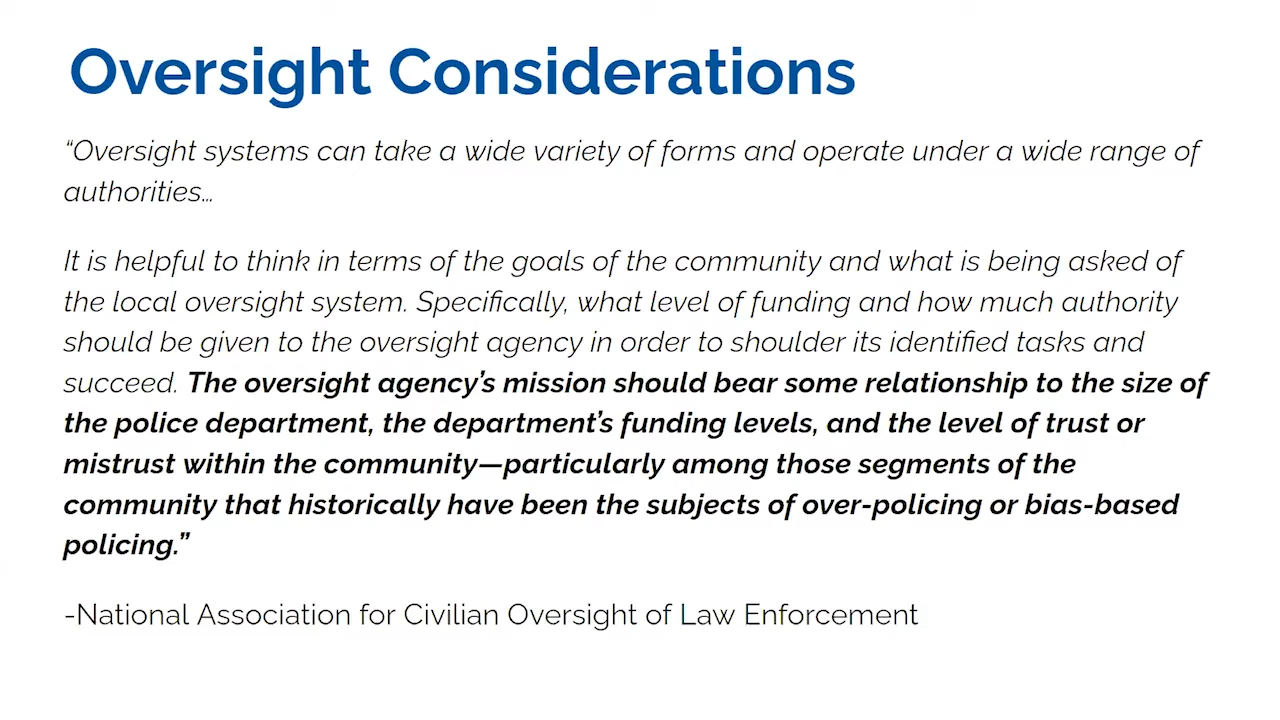 Oversight Considerations
“Oversight systems can take a wide variety of forms and operate under a wide range of
authorities…
It is helpful to think in terms of the goals of the community and what is being asked of
the local oversight system. Specifically, what level of funding and how much authority
should be given to the oversight agency in order to shoulder its identified tasks and
succeed. The oversight agency’s mission should bear some relationship to the size of
the police department, the department’s funding levels, and the level of trust or
mistrust within the community—particularly among those segments of the
community that historically have been the subjects of over-policing or bias-based
policing.”
-National Association for Civilian Oversight of Law Enforcement